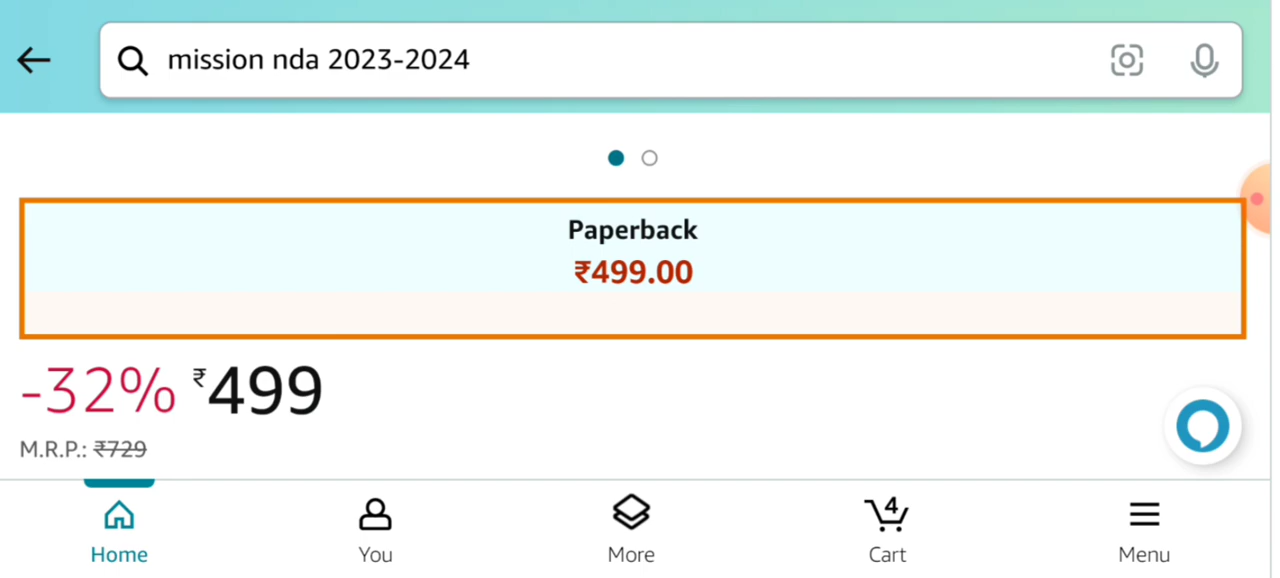 mission nda 2023-2024
Paperback
₹499.00
-32% ₹499
M.R.P.: ₹729
4
Home You More Cart Menu